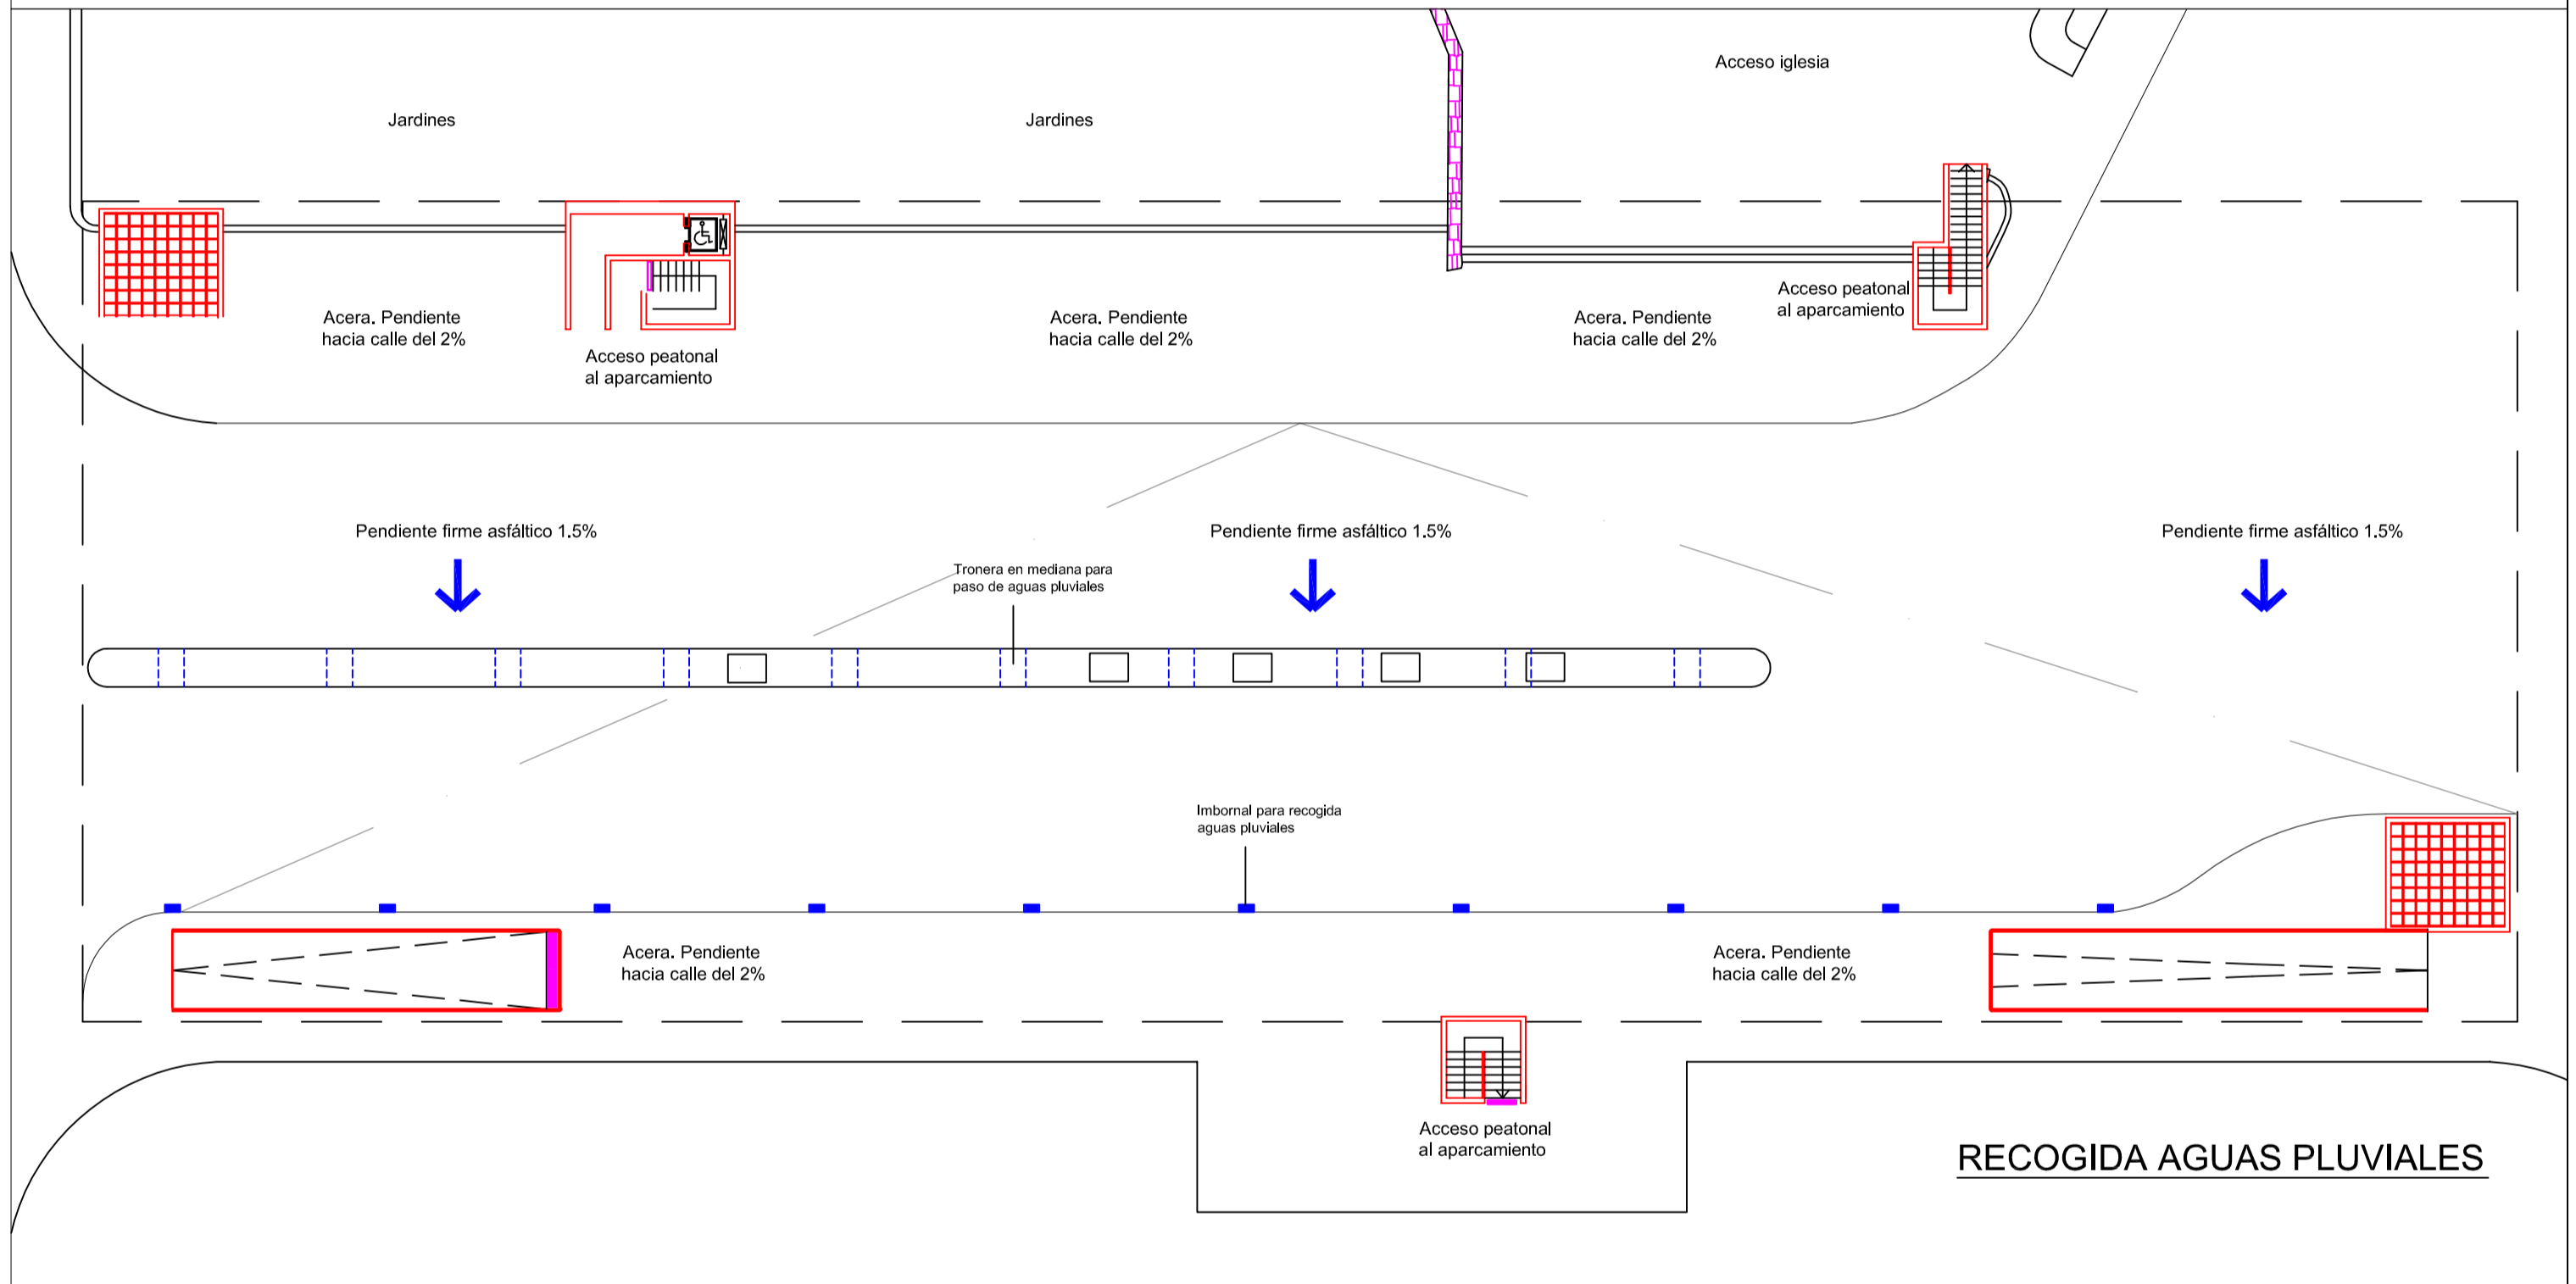 Acceso iglesia
Jardines
Jardines
Acceso peatonal
al aparcamiento
Acera. Pendiente
hacia calle del 2%
Acera. Pendiente
hacia calle del 2%
Acera. Pendiente
hacia calle del 2%
Acceso peatonal
al aparcamiento
Pendiente firme asfáltico 1.5%
Pendiente firme asfáltico 1.5%
Pendiente firme asfáltico 1.5%
Tronera en mediana para
paso de aguas pluviales
Imbornal para recogida
aguas pluviales
Acera. Pendiente
hacia calle del 2%
Acera. Pendiente
hacia calle del 2%
Acceso peatonal
al aparcamiento
RECOGIDA AGUAS PLUVIALES